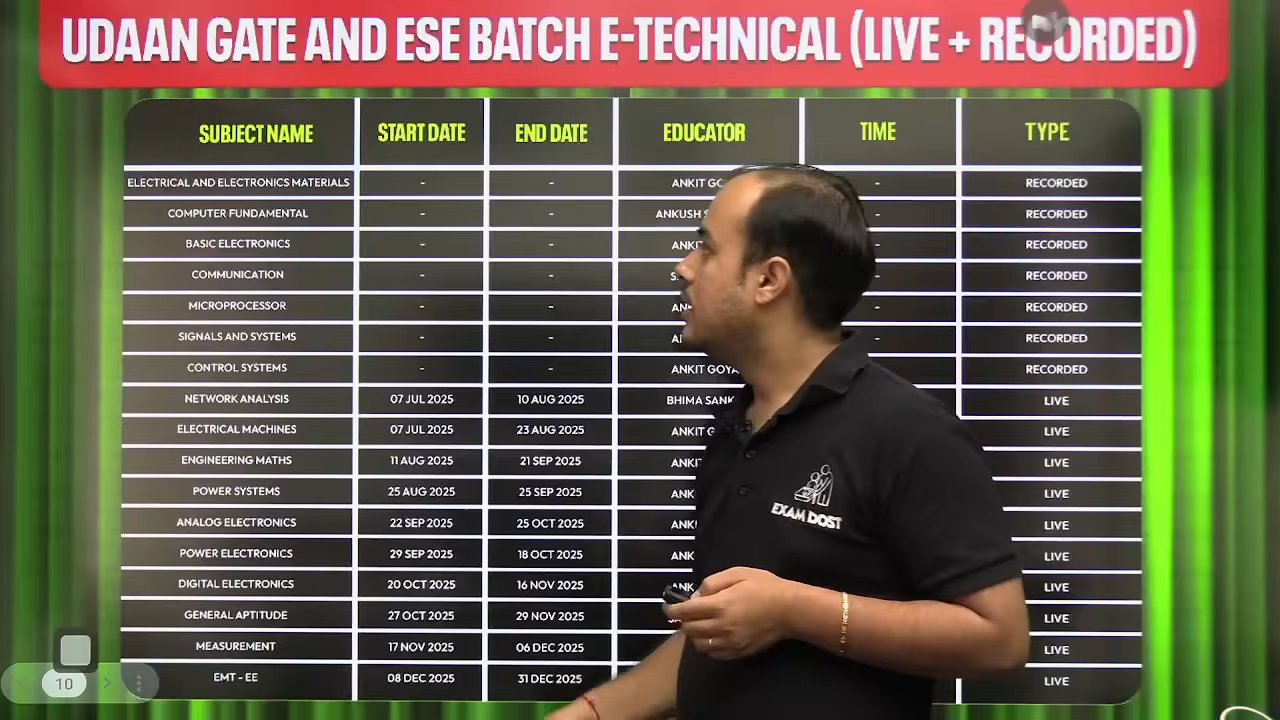 UDAAN GATE AND ESE BATCH E-TECHNICAL (LIVE + RECORDED)
SUBJECT NAME START DATE END DATE EDUCATOR TIME TYPE
ELECTRICAL AND ELECTRONICS MATERIALS - - ANKIT - RECORDED
COMPUTER FUNDAMENTAL - - ANKUSH - RECORDED
BASIC ELECTRONICS - - - RECORDED
COMMUNICATION - - - RECORDED
MICROPROCESSOR - - - RECORDED
SIGNALS AND SYSTEMS - - - RECORDED
CONTROL SYSTEMS - - ANKIT RECORDED
NETWORK ANALYSIS 07 JUL 2025 10 AUG 2025 BHIMA LIVE
ELECTRICAL MACHINES 07 JUL 2025 23 AUG 2025 ANKIT LIVE
ENGINEERING MATHS 11 AUG 2025 21 SEP 2025 LIVE
POWER SYSTEMS 25 AUG 2025 25 SEP 2025 LIVE
ANALOG ELECTRONICS 22 SEP 2025 25 OCT 2025 LIVE
POWER ELECTRONICS 29 SEP 2025 18 OCT 2025 LIVE
DIGITAL ELECTRONICS 20 OCT 2025 16 NOV 2025 LIVE
GENERAL APTITUDE 27 OCT 2025 29 NOV 2025 LIVE
MEASUREMENT 17 NOV 2025 06 DEC 2025 LIVE
EMT - EE 08 DEC 2025 31 DEC 2025 LIVE
EXAM DOST
10